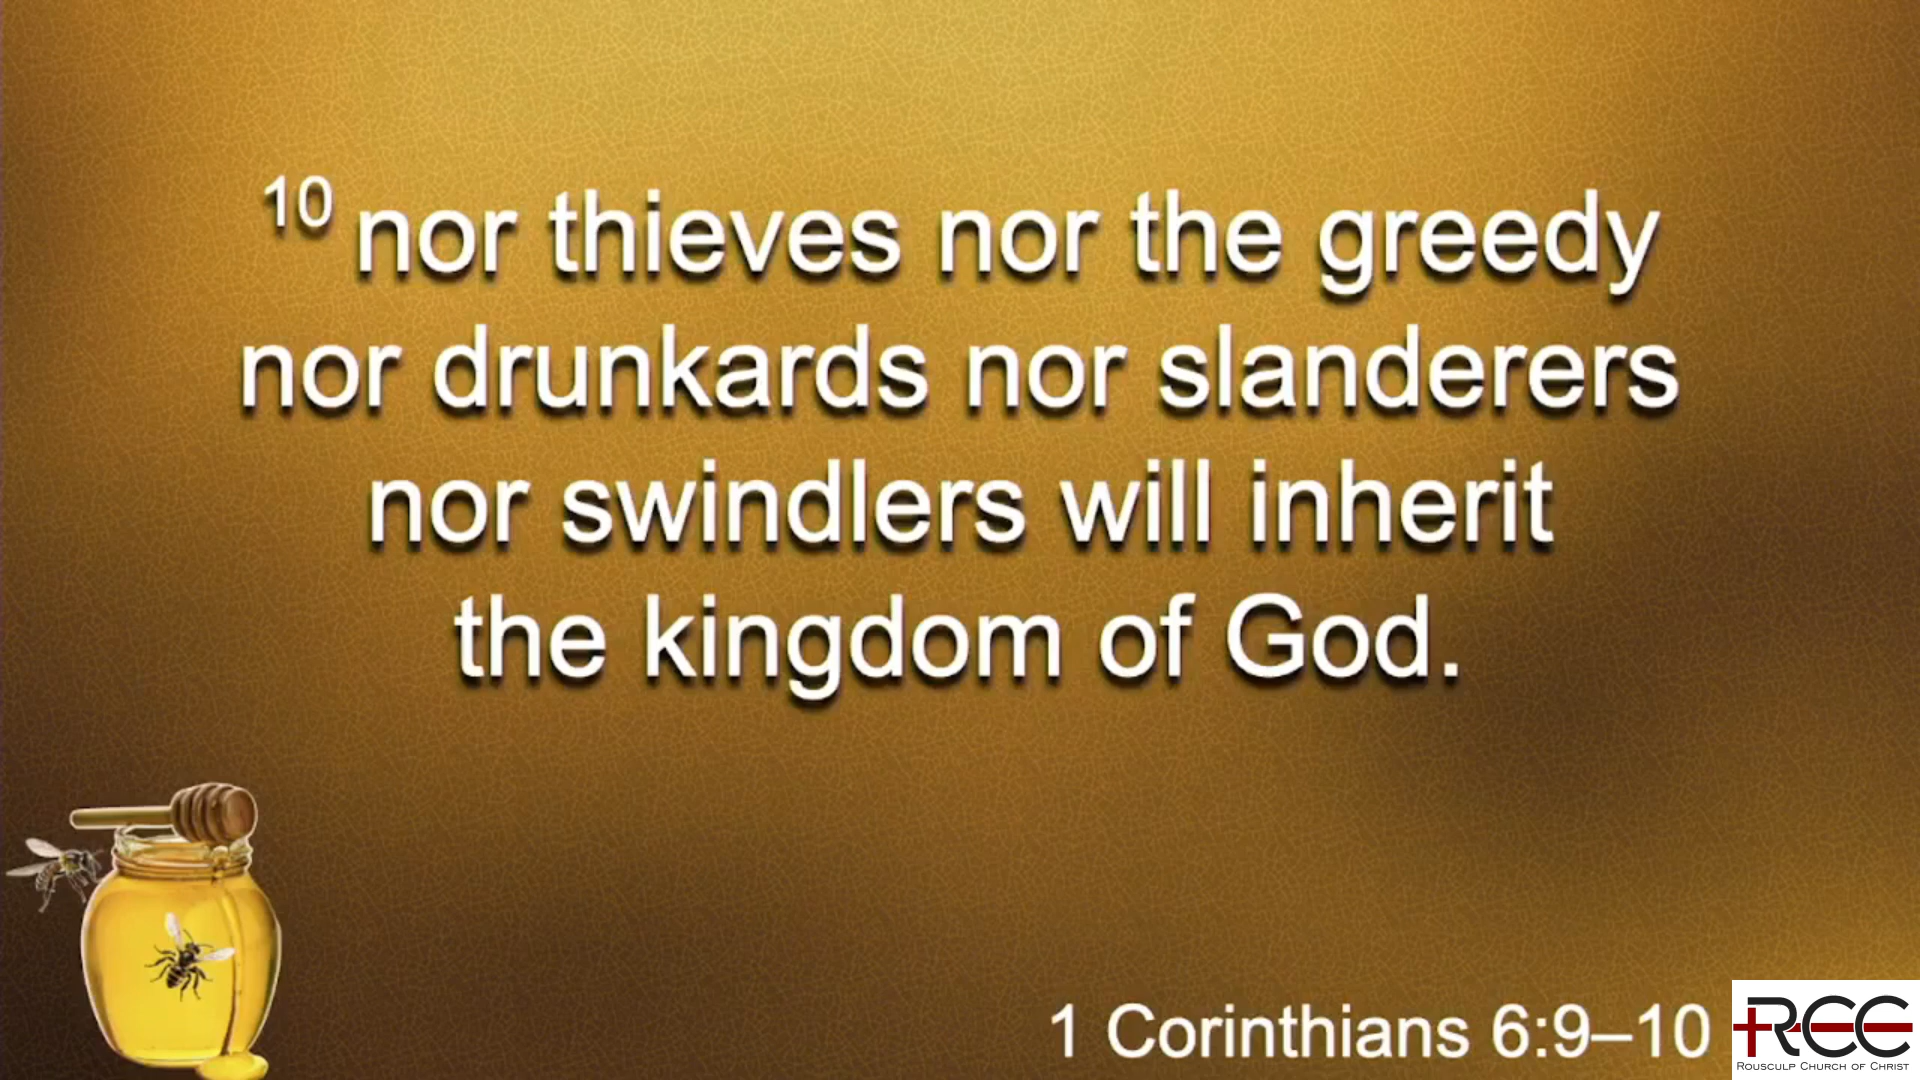 10 nor thieves nor the greedy
nor drunkards nor slanderers
nor swindlers will inherit
the kingdom of God.
1 Corinthians 6:9–10
RCC
Rousculp Church of Christ